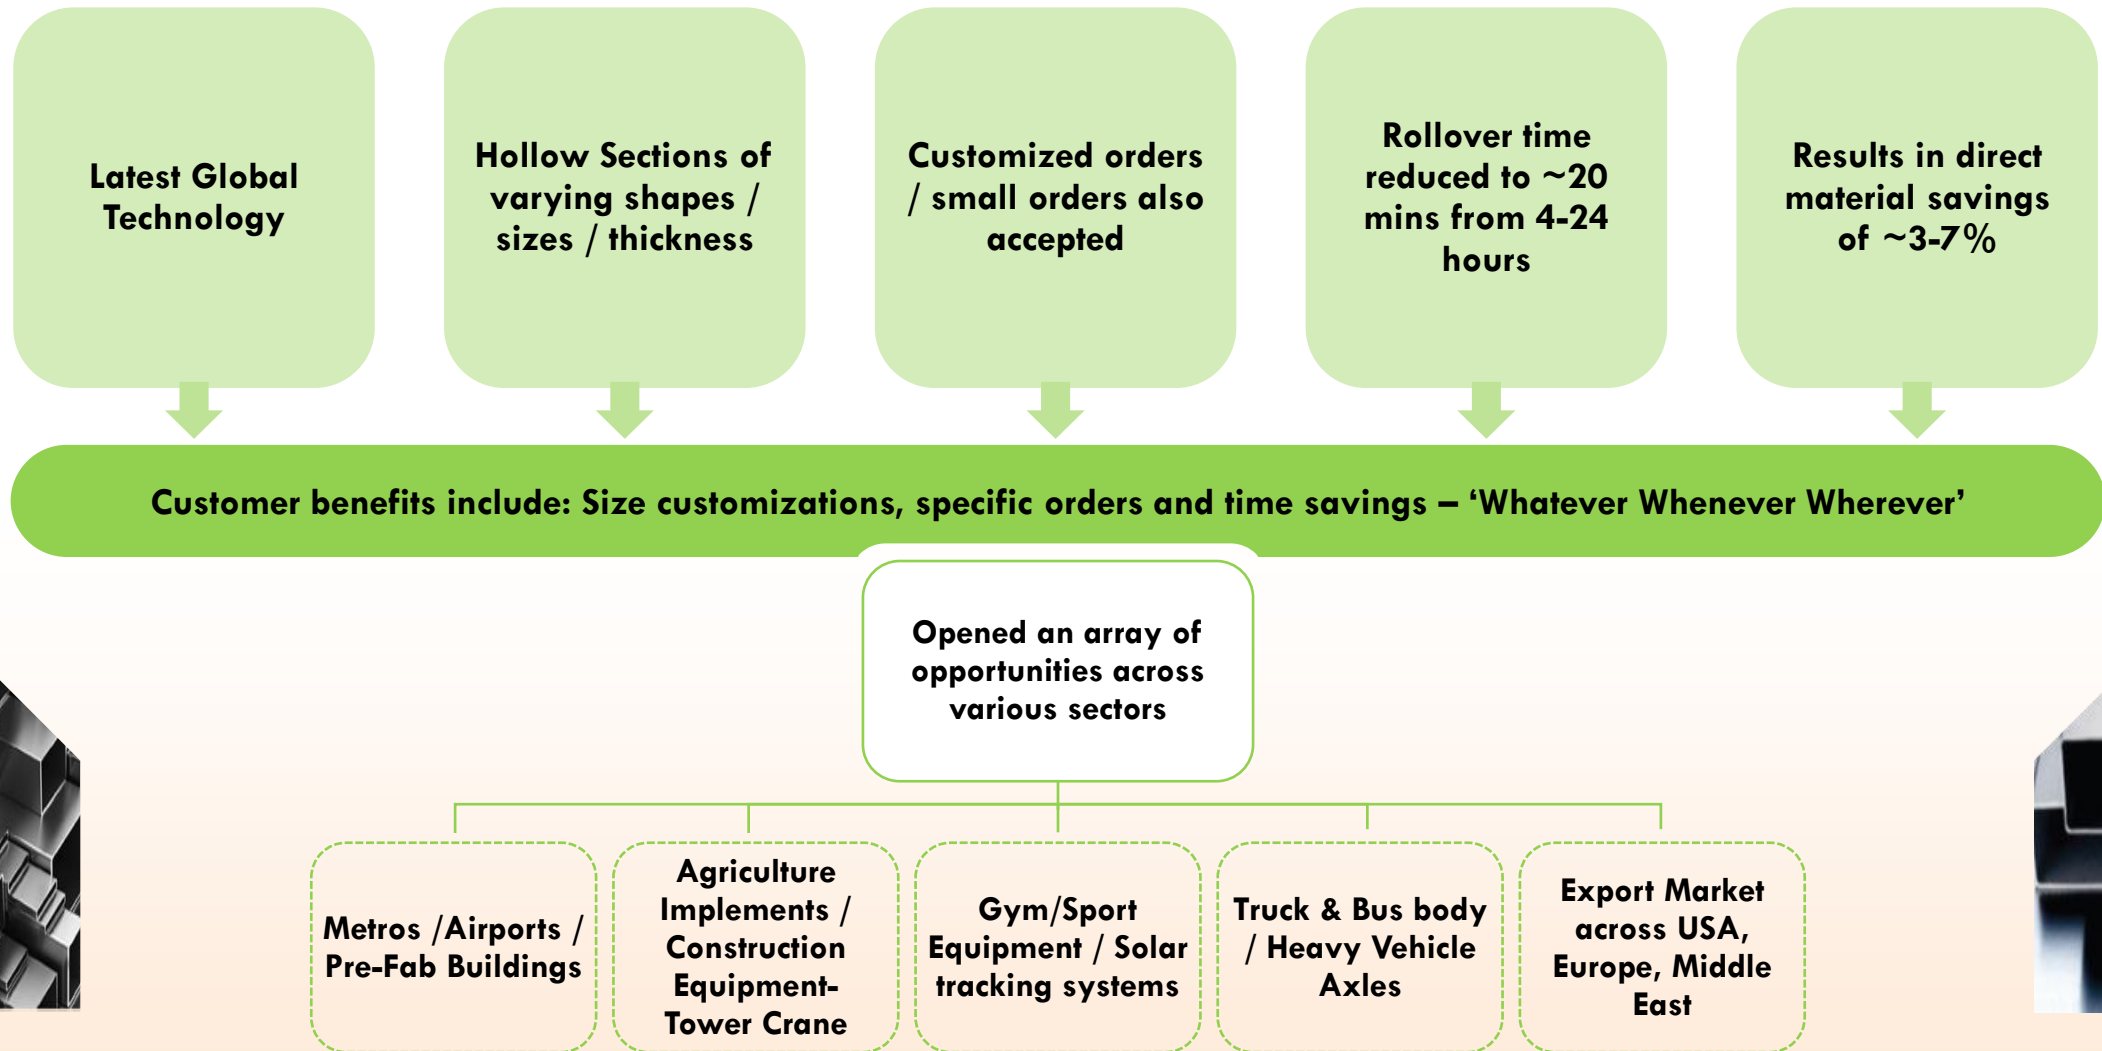 Latest Global
Technology
Hollow Sections of
varying shapes /
sizes / thickness
Customized orders
/ small orders also
accepted
Rollover time
reduced to ~20
mins from 4-24
hours
Results in direct
material savings
of ~3-7%
Customer benefits include: Size customizations, specific orders and time savings – ‘Whatever Whenever Wherever’
Opened an array of
opportunities across
various sectors
Metros /Airports /
Pre-Fab Buildings
Agriculture
Implements /
Construction
Equipment-
Tower Crane
Gym/Sport
Equipment / Solar
tracking systems
Truck & Bus body
/ Heavy Vehicle
Axles
Export Market
across USA,
Europe, Middle
East